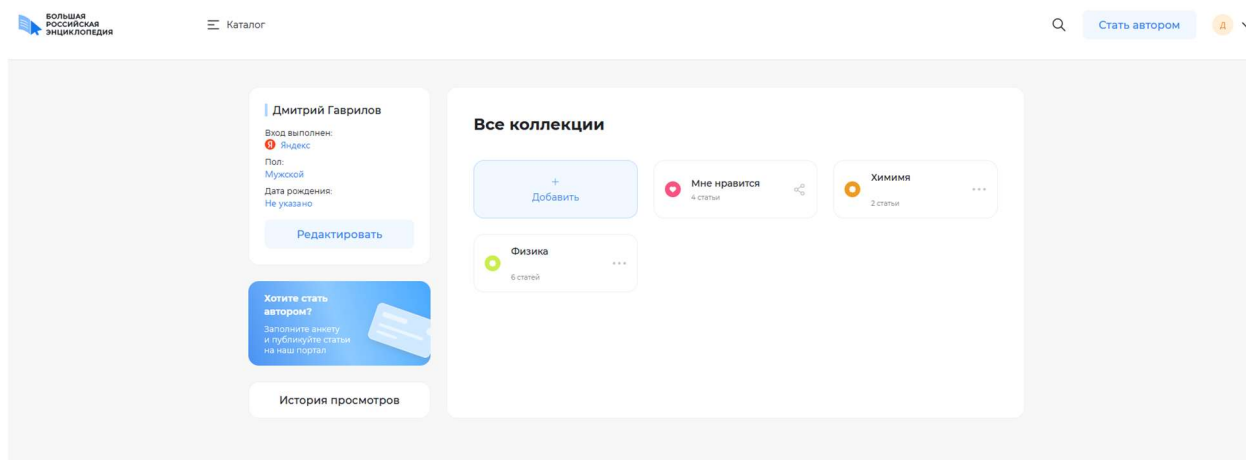 БОЛЬШАЯ
РОССИЙСКАЯ
ЭНЦИКЛОПЕДИЯ
Каталог
Стать автором
Д
Дмитрий Гаврилов
Вход выполнен:
Я Яндекс
Пол:
Мужской
Дата рождения:
Не указано
Редактировать
Хотите стать
автором?
Заполните анкету
и публикуйте статьи
на наш портал
История просмотров
Все коллекции
+
Добавить
Мне нравится
4 статьи
Химимя
2 статьи
Физика
6 статей